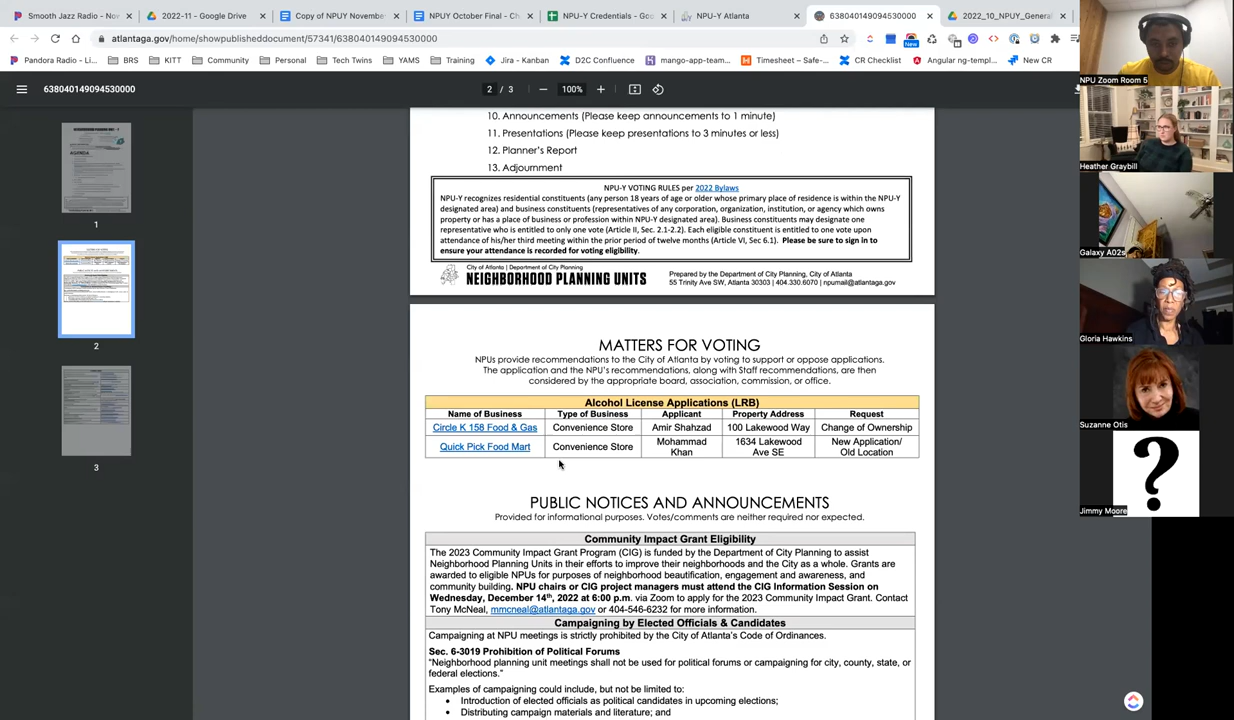 Smooth Jazz Radio - Nov
2022-11 - Google Drive
Copy of NPUY Novembe
NPUY October Final - Ch
NPU-Y Credentials - Goo
NPU-Y Atlanta
638040149094530000
2022_10_NPUY_General
atlantaga.gov/home/showpublisheddocument/57341/638040149094530000
New
Pandora Radio - Li...
BRS
KITT
Community
Personal
Tech Twins
YAMS
Training
Jira - Kanban
D2C Confluence
mango-app-team...
Timesheet – Safe-...
CR Checklist
Angular ng-templ...
New CR
638040149094530000
2 / 3
100%
1
2
3
10. Announcements (Please keep announcements to 1 minute)
11. Presentations (Please keep presentations to 3 minutes or less)
12. Planner's Report
13. Adjournment
NPU-Y VOTING RULES per 2022 Bylaws
NPU-Y recognizes residential constituents (any person 18 years of age or older whose primary place of residence is within the NPU-Y
designated area) and business constituents (representatives of any corporation, organization, institution, or agency which owns
property or has a place of business or profession within NPU-Y designated area). Business constituents may designate one
representative who is entitled to only one vote (Article II, Sec. 2.1-2.2). Each eligible constituent is entitled to one vote upon
attendance of his/her third meeting within the prior period of twelve months (Article VI, Sec 6.1). Please be sure to sign in to
ensure your attendance is recorded for voting eligibility.
City of Atlanta | Department of City Planning
NEIGHBORHOOD PLANNING UNITS
Prepared by the Department of City Planning, City of Atlanta
55 Trinity Ave SW, Atlanta 30303 | 404.330.6070 | npumail@atlantaga.gov
MATTERS FOR VOTING
NPUs provide recommendations to the City of Atlanta by voting to support or oppose applications.
The application and the NPU's recommendations, along with Staff recommendations, are then
considered by the appropriate board, association, commission, or office.
Alcohol License Applications (LRB)
Name of Business Type of Business Applicant Property Address Request
Circle K 158 Food & Gas Convenience Store Amir Shahzad 100 Lakewood Way Change of Ownership
Quick Pick Food Mart Convenience Store Mohammad Khan 1634 Lakewood Ave SE New Application/ Old Location
PUBLIC NOTICES AND ANNOUNCEMENTS
Provided for informational purposes. Votes/comments are neither required nor expected.
Community Impact Grant Eligibility
The 2023 Community Impact Grant Program (CIG) is funded by the Department of City Planning to assist
Neighborhood Planning Units in their efforts to improve their neighborhoods and the City as a whole. Grants are
awarded to eligible NPUs for purposes of neighborhood beautification, engagement and awareness, and
community building. NPU chairs or CIG project managers must attend the CIG Information Session on
Wednesday, December 14th, 2022 at 6:00 p.m. via Zoom to apply for the 2023 Community Impact Grant. Contact
Tony McNeal, mmcneal@atlantaga.gov or 404-546-6232 for more information.
Campaigning by Elected Officials & Candidates
Campaigning at NPU meetings is strictly prohibited by the City of Atlanta's Code of Ordinances.
Sec. 6-3019 Prohibition of Political Forums
"Neighborhood planning unit meetings shall not be used for political forums or campaigning for city, county, state, or
federal elections."
Examples of campaigning could include, but not be limited to:
• Introduction of elected officials as political candidates in upcoming elections;
• Distributing campaign materials and literature; and
NPU Zoom Room 5
Heather Graybill
Galaxy A02s
Gloria Hawkins
Suzanne Otis
?
Jimmy Moore